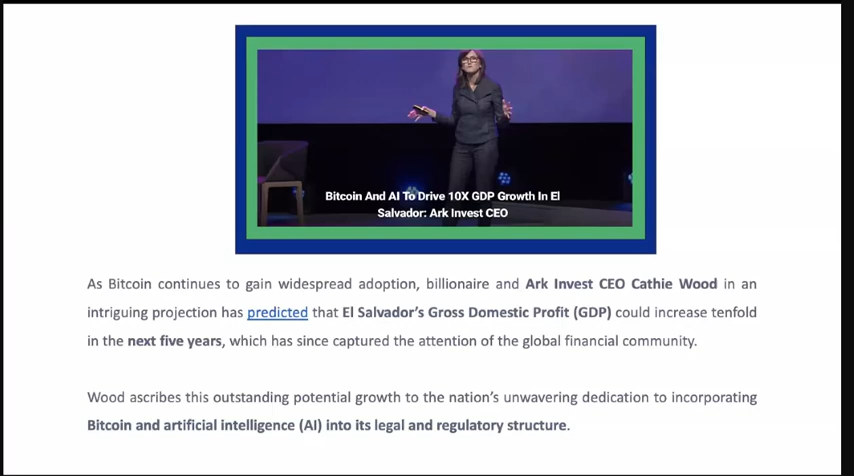 Bitcoin And AI To Drive 10X GDP Growth In El
Salvador: Ark Invest CEO
As Bitcoin continues to gain widespread adoption, billionaire and Ark Invest CEO Cathie Wood in an
intriguing projection has predicted that El Salvador’s Gross Domestic Profit (GDP) could increase tenfold
in the next five years, which has since captured the attention of the global financial community.
Wood ascribes this outstanding potential growth to the nation’s unwavering dedication to incorporating
Bitcoin and artificial intelligence (AI) into its legal and regulatory structure.